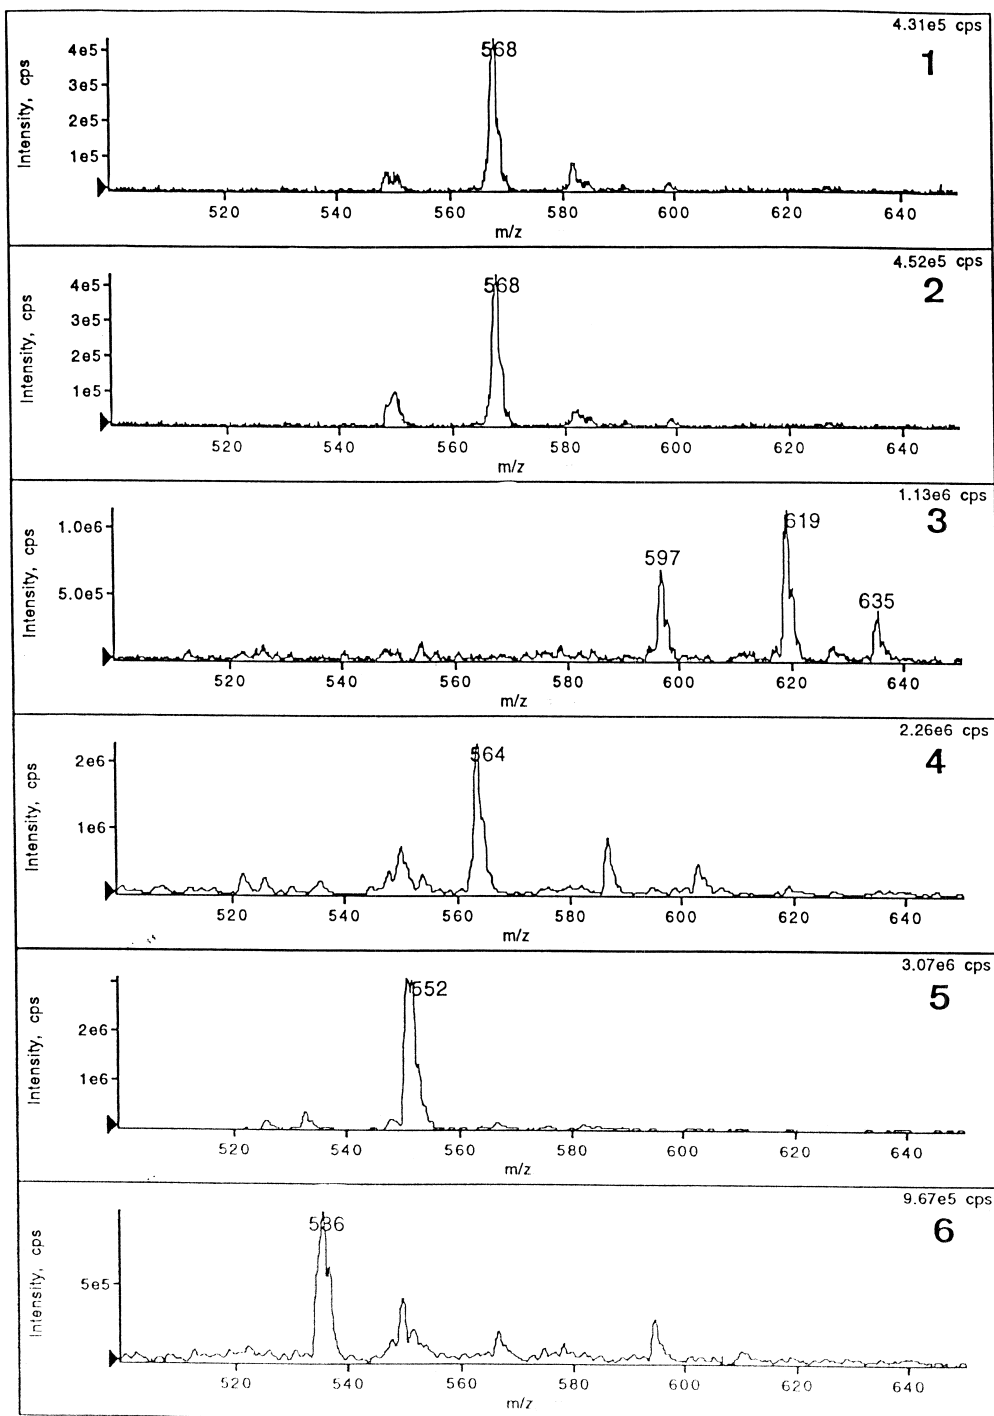 4.31e5 cps
1
Intensity, cps
4e5
3e5
2e5
1e5
568
520 540 560 580 600 620 640
m/z
4.52e5 cps
2
Intensity, cps
4e5
3e5
2e5
1e5
568
520 540 560 580 600 620 640
m/z
1.13e6 cps
3
Intensity, cps
1.0e6
5.0e5
597
619
635
520 540 560 580 600 620 640
m/z
2.26e6 cps
4
Intensity, cps
2e6
1e6
564
520 540 560 580 600 620 640
m/z
3.07e6 cps
5
Intensity, cps
2e6
1e6
552
520 540 560 580 600 620 640
m/z
9.67e5 cps
6
Intensity, cps
5e5
536
520 540 560 580 600 620 640
m/z